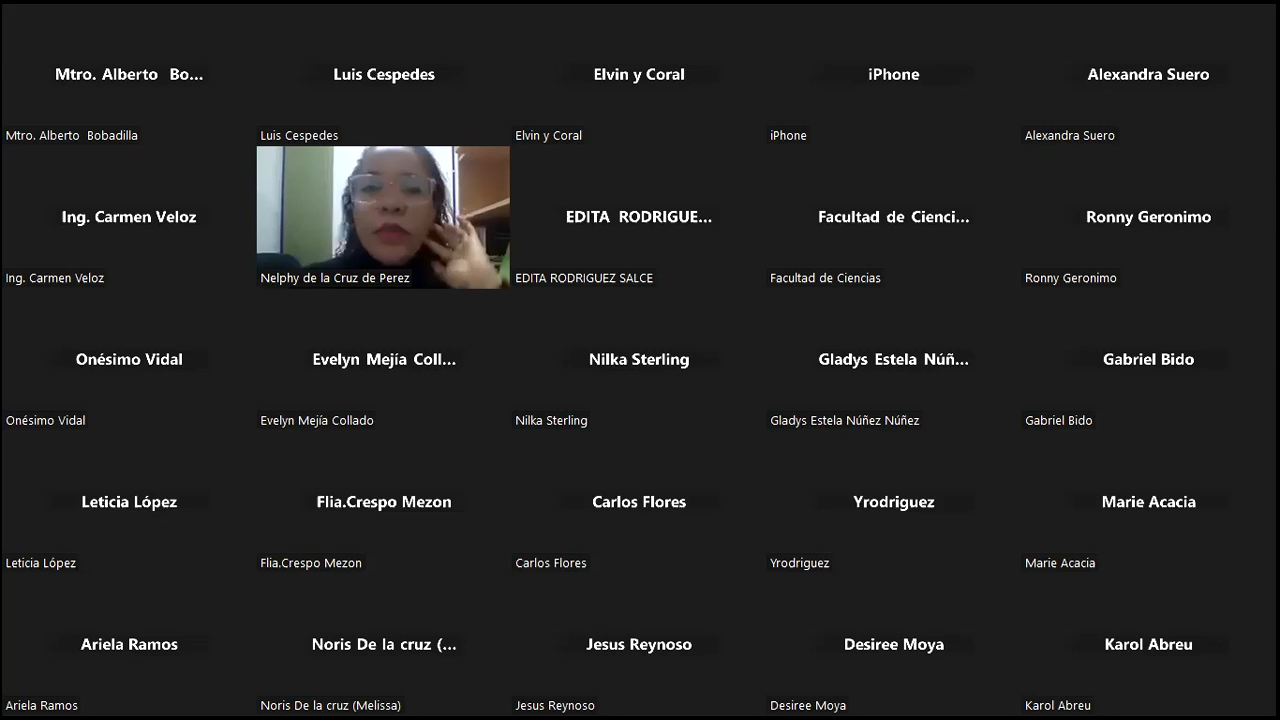 Mtro. Alberto  Bo...
Luis Cespedes
Elvin y Coral
iPhone
Alexandra Suero
Mtro. Alberto  Bobadilla
Luis Cespedes
Elvin y Coral
iPhone
Alexandra Suero
Ing. Carmen Veloz
EDITA RODRIGUE...
Facultad de Cienci...
Ronny Geronimo
Ing. Carmen Veloz
Nelphy de la Cruz de Perez
EDITA RODRIGUEZ SALCE
Facultad de Ciencias
Ronny Geronimo
Onésimo Vidal
Evelyn Mejía Coll...
Nilka Sterling
Gladys Estela Núñ...
Gabriel Bido
Onésimo Vidal
Evelyn Mejía Collado
Nilka Sterling
Gladys Estela Núñez Núñez
Gabriel Bido
Leticia López
Flia.Crespo Mezon
Carlos Flores
Yrodriguez
Marie Acacia
Leticia López
Flia.Crespo Mezon
Carlos Flores
Yrodriguez
Marie Acacia
Ariela Ramos
Noris De la cruz (...
Jesus Reynoso
Desiree Moya
Karol Abreu
Ariela Ramos
Noris De la cruz (Melissa)
Jesus Reynoso
Desiree Moya
Karol Abreu